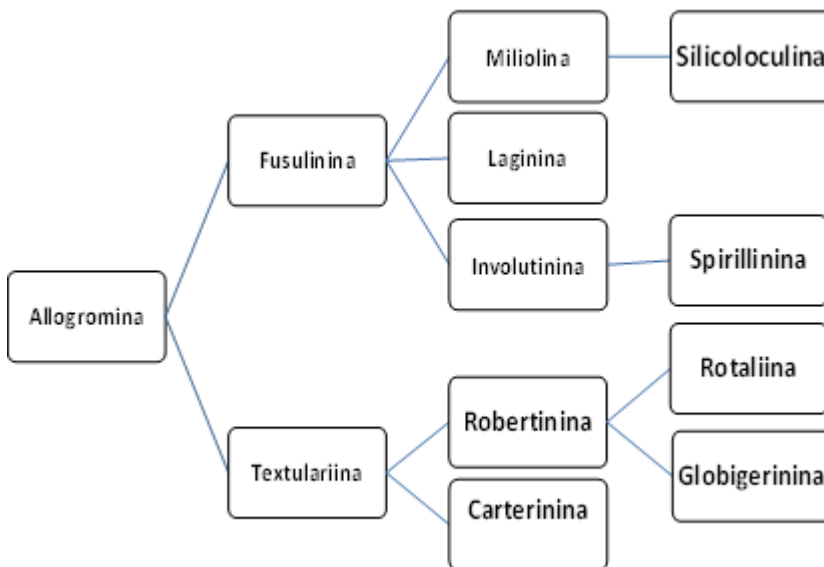 Miliolina
Silicoloculina
Fusulinina
Laginina
Involutinina
Spirillinina
Allogromina
Rotaliina
Robertinina
Textulariina
Globigerinina
Carterinina